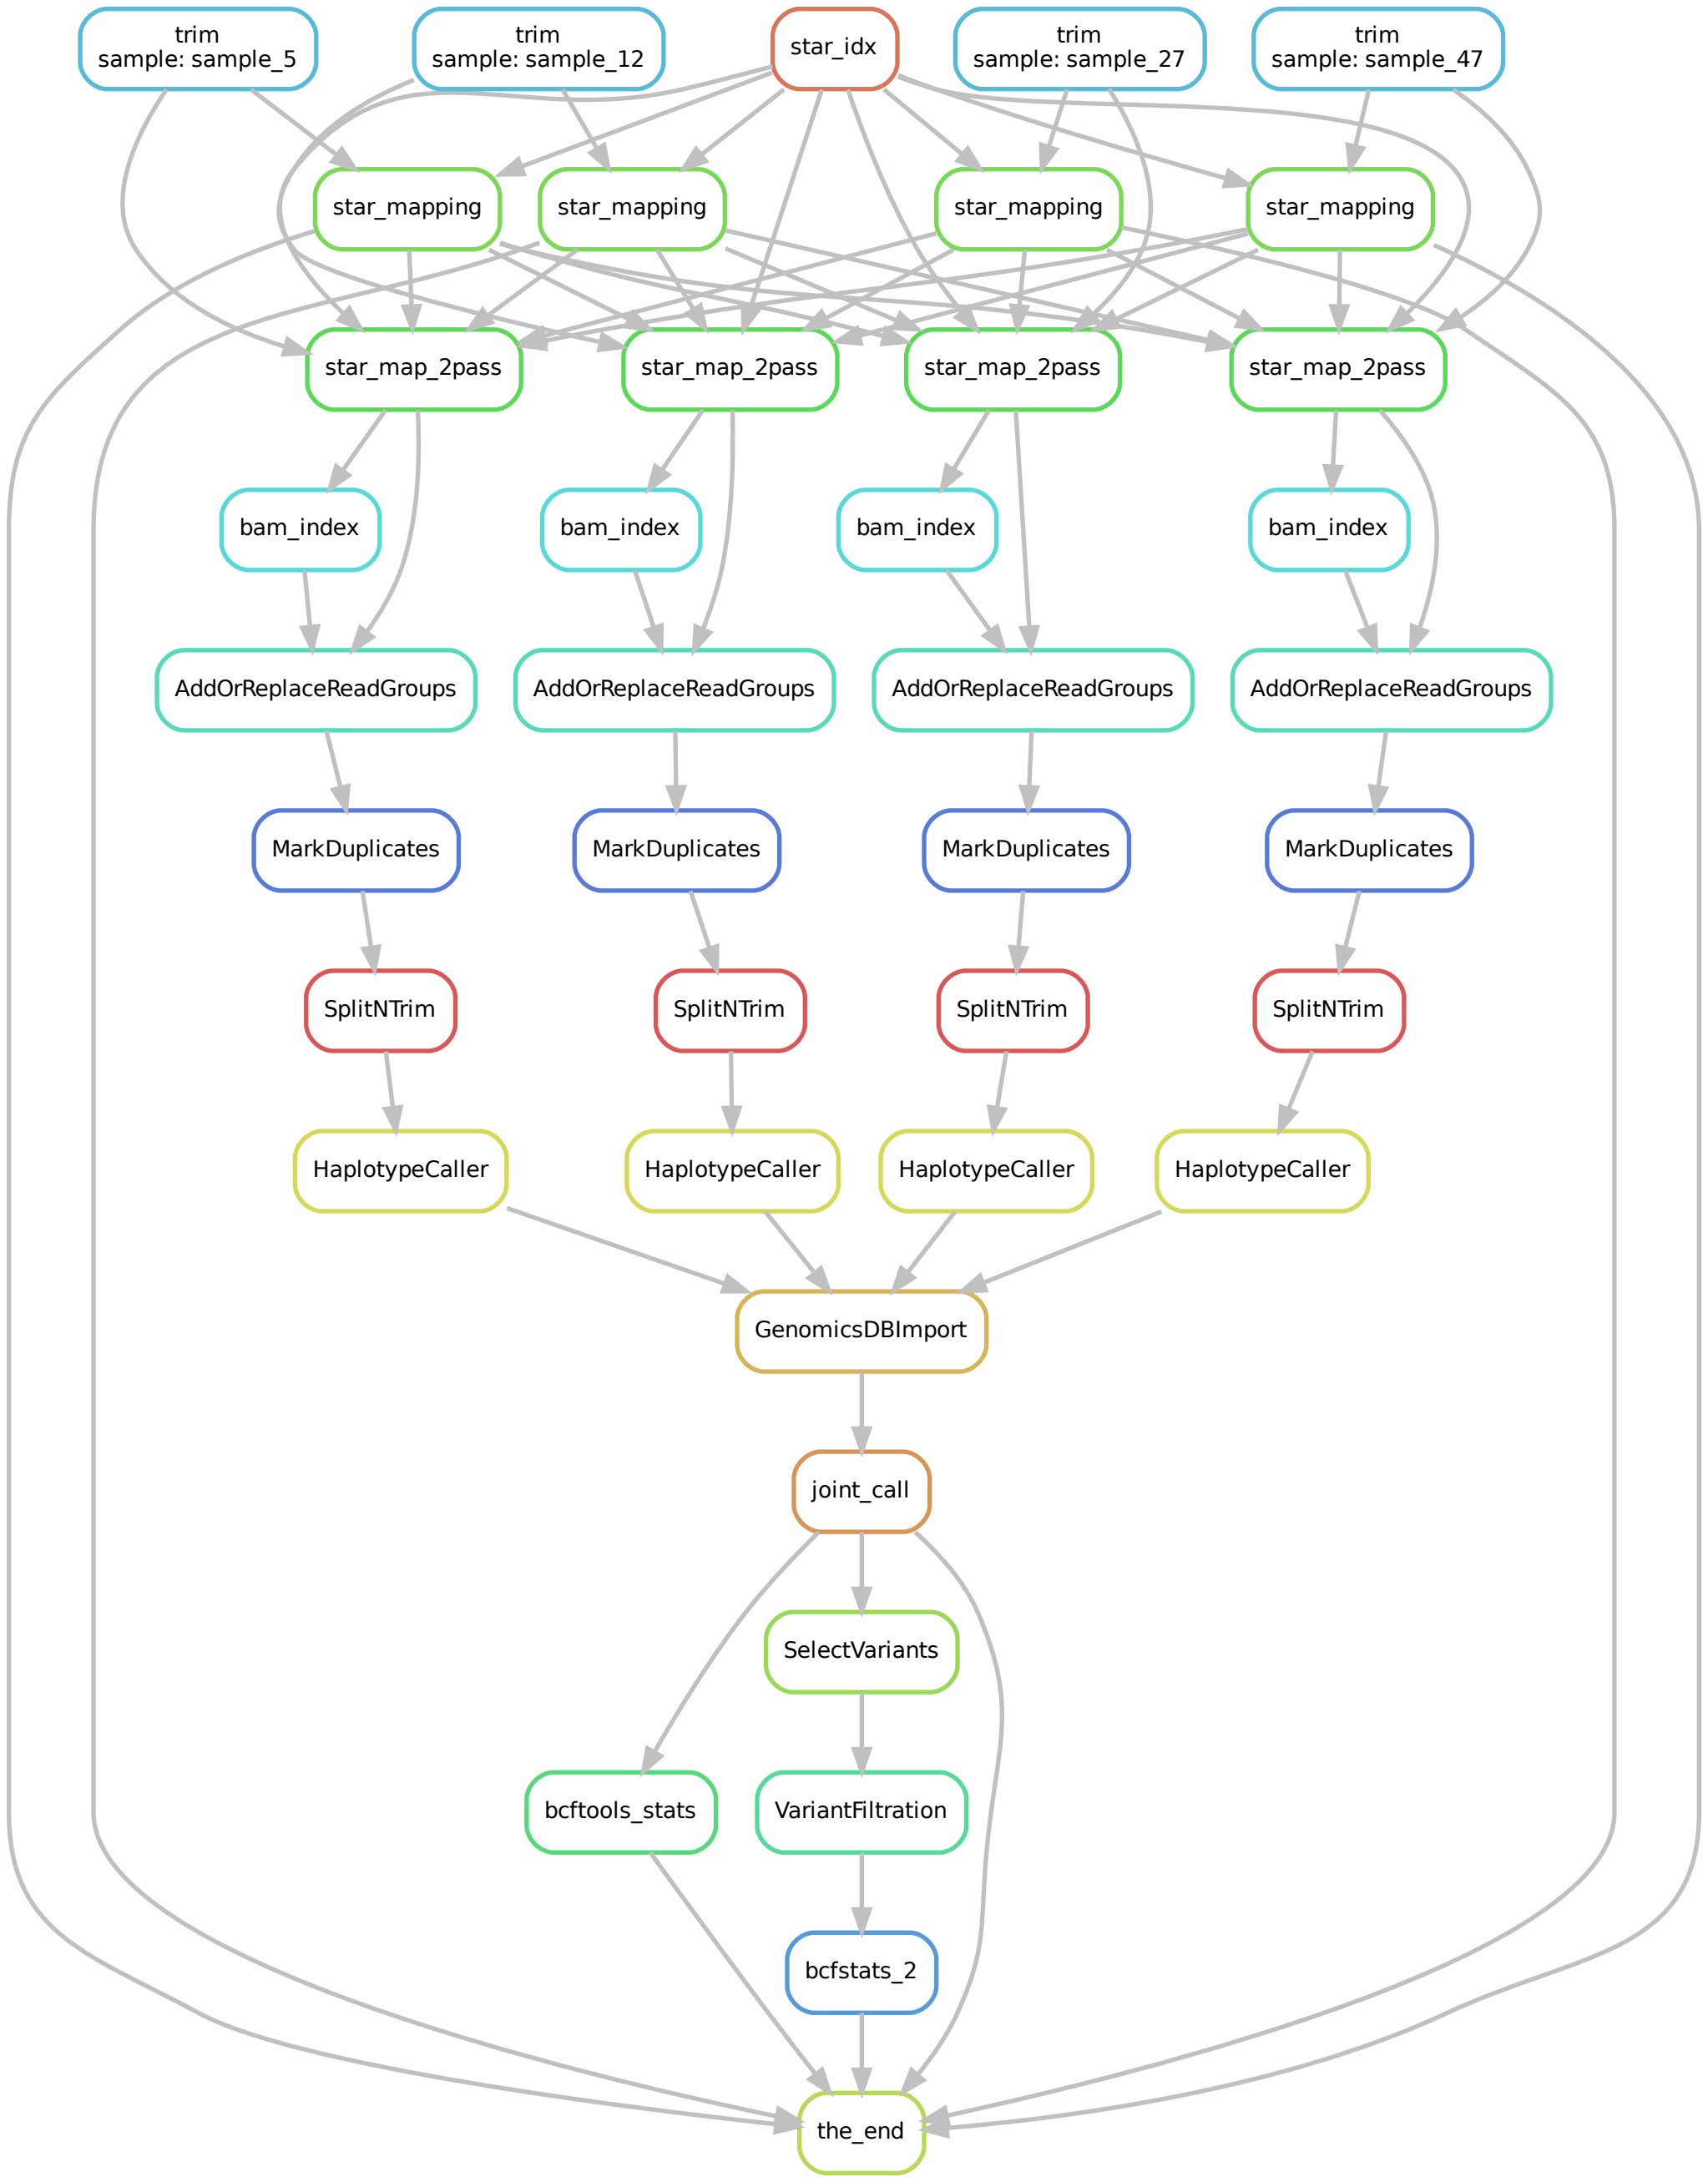 trim
sample: sample_5
trim
sample: sample_12
star_idx
trim
sample: sample_27
trim
sample: sample_47
star_mapping
star_mapping
star_mapping
star_mapping
star_map_2pass
star_map_2pass
star_map_2pass
star_map_2pass
bam_index
bam_index
bam_index
bam_index
AddOrReplaceReadGroups
AddOrReplaceReadGroups
AddOrReplaceReadGroups
AddOrReplaceReadGroups
MarkDuplicates
MarkDuplicates
MarkDuplicates
MarkDuplicates
SplitNTrim
SplitNTrim
SplitNTrim
SplitNTrim
HaplotypeCaller
HaplotypeCaller
HaplotypeCaller
HaplotypeCaller
GenomicsDBImport
joint_call
SelectVariants
bcftools_stats
VariantFiltration
bcfstats_2
the_end